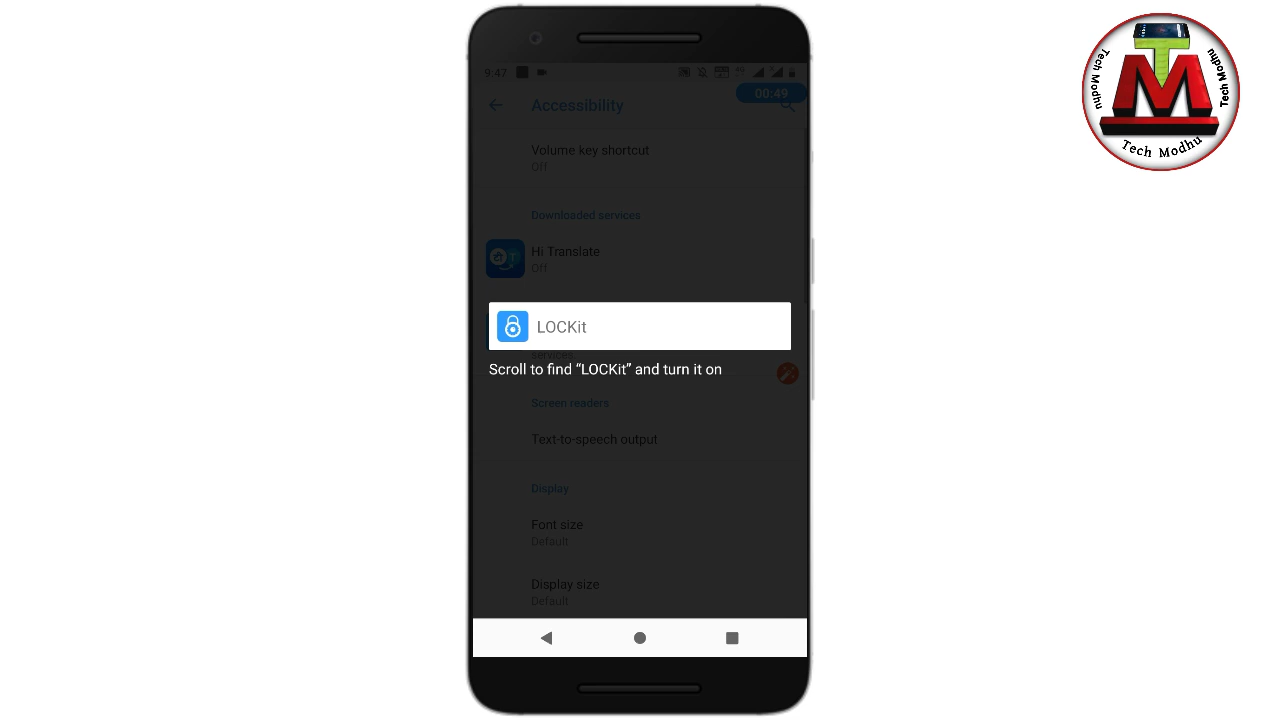 9:47
00:49
Accessibility
Volume key shortcut
Off
Downloaded services
Hi Translate
Off
LOCKit
services
Scroll to find “LOCKit” and turn it on
Screen readers
Text-to-speech output
Display
Font size
Default
Display size
Default
T
M
Tech Modhu
Tech Modhu
Tech Modhu